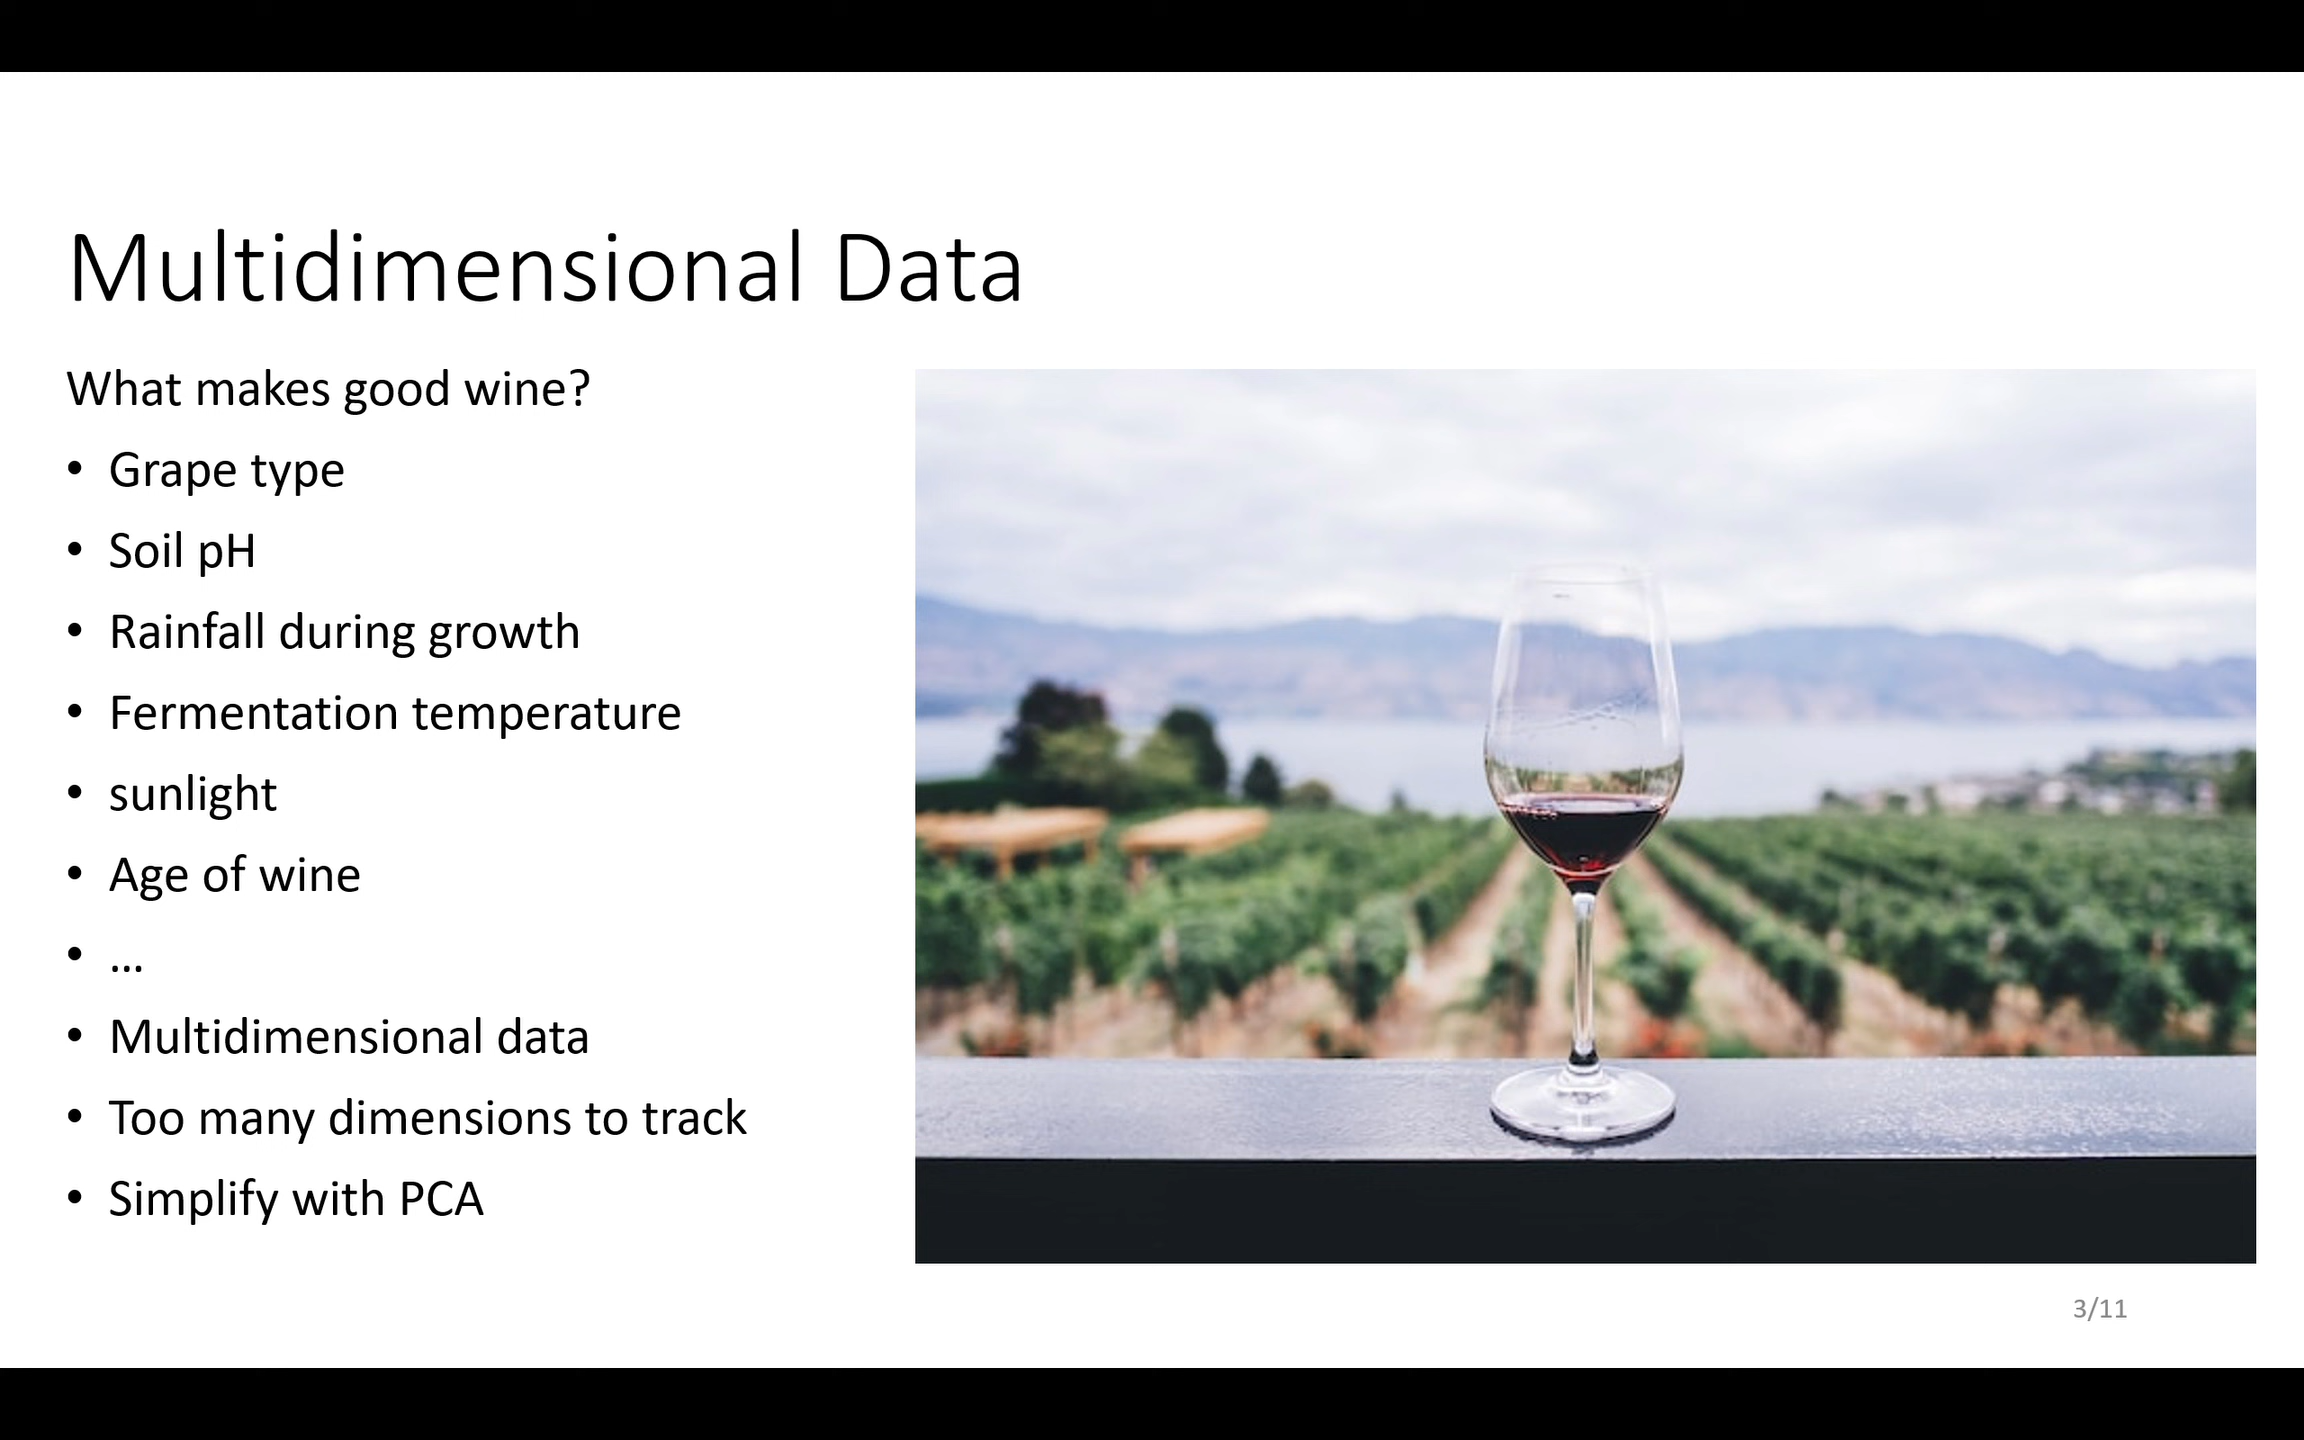 Multidimensional Data
What makes good wine?
• Grape type
• Soil pH
• Rainfall during growth
• Fermentation temperature
• sunlight
• Age of wine
• …
• Multidimensional data
• Too many dimensions to track
• Simplify with PCA
3/11